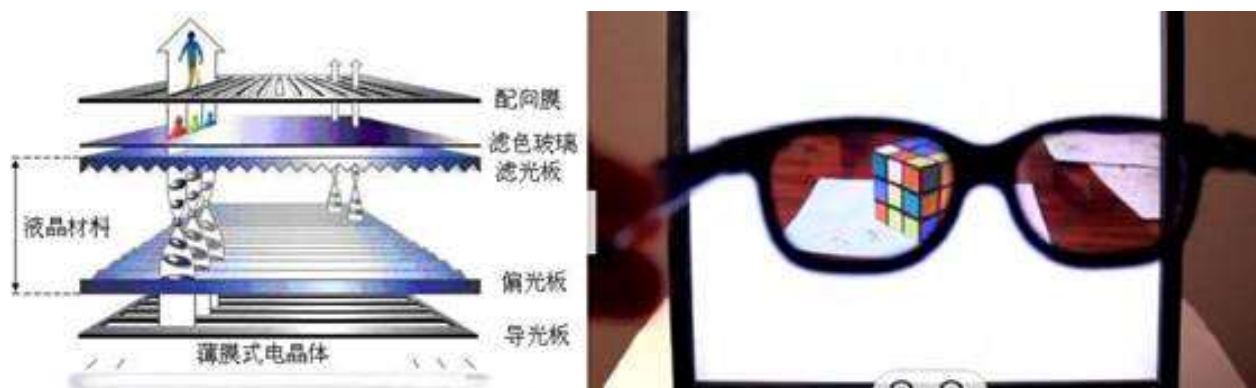 配向膜
滤色玻璃
滤光板
液晶材料
偏光板
导光板
薄膜式电晶体